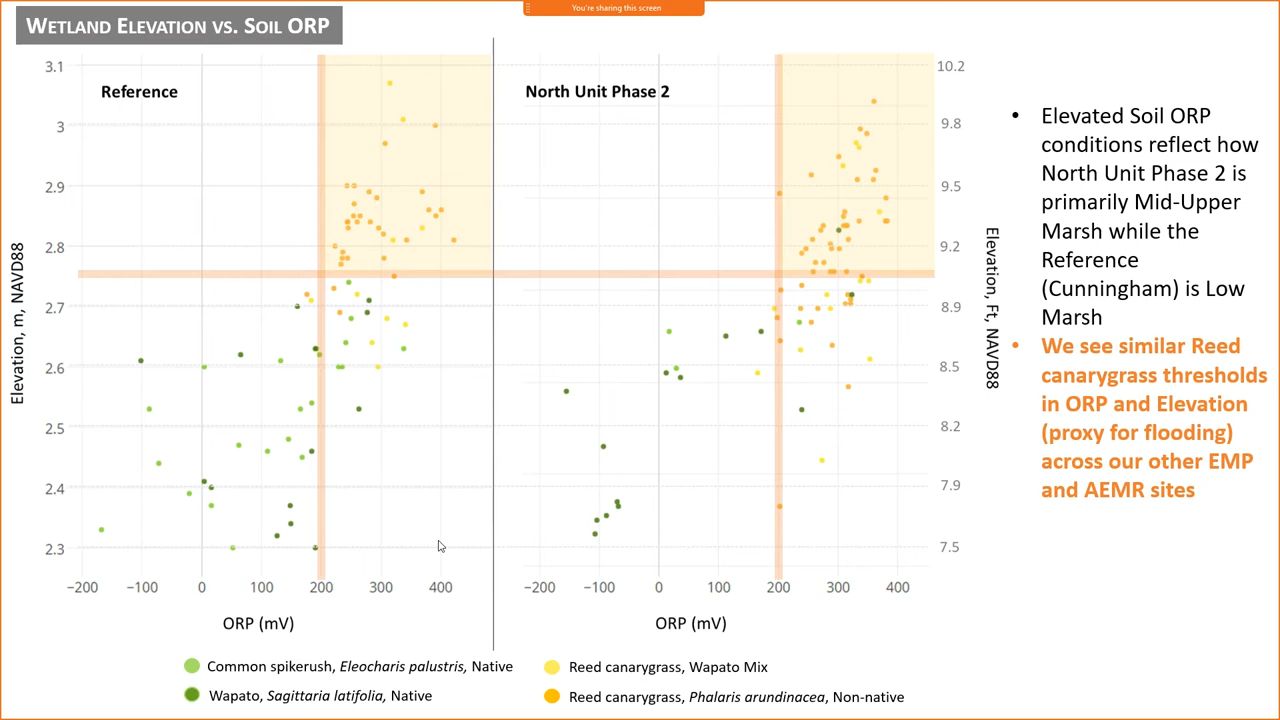 You're sharing this screen
WETLAND ELEVATION VS. SOIL ORP
Reference
North Unit Phase 2
Elevation, m, NAVD88
3.1
3
2.9
2.8
2.7
2.6
2.5
2.4
2.3
−200 −100 0 100 200 300 400
ORP (mV)
−200 −100 0 100 200 300 400
ORP (mV)
10.2
9.8
9.5
9.2
8.9
8.5
8.2
7.9
7.5
Elevation, Ft, NAVD88
• Elevated Soil ORP
conditions reflect how
North Unit Phase 2 is
primarily Mid-Upper
Marsh while the
Reference
(Cunningham) is Low
Marsh
• We see similar Reed
canarygrass thresholds
in ORP and Elevation
(proxy for flooding)
across our other EMP
and AEMR sites
Common spikerush, Eleocharis palustris, Native
Wapato, Sagittaria latifolia, Native
Reed canarygrass, Wapato Mix
Reed canarygrass, Phalaris arundinacea, Non-native